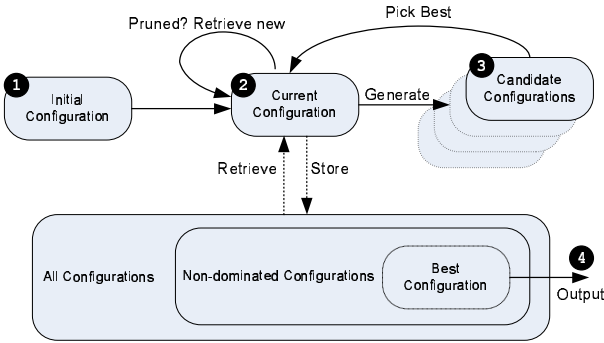 Pick Best
Pruned? Retrieve new
1
Initial
Configuration
2
Current
Configuration
Generate
3
Candidate
Configurations
Retrieve
Store
All Configurations
Non-dominated Configurations
Best
Configuration
4
Output